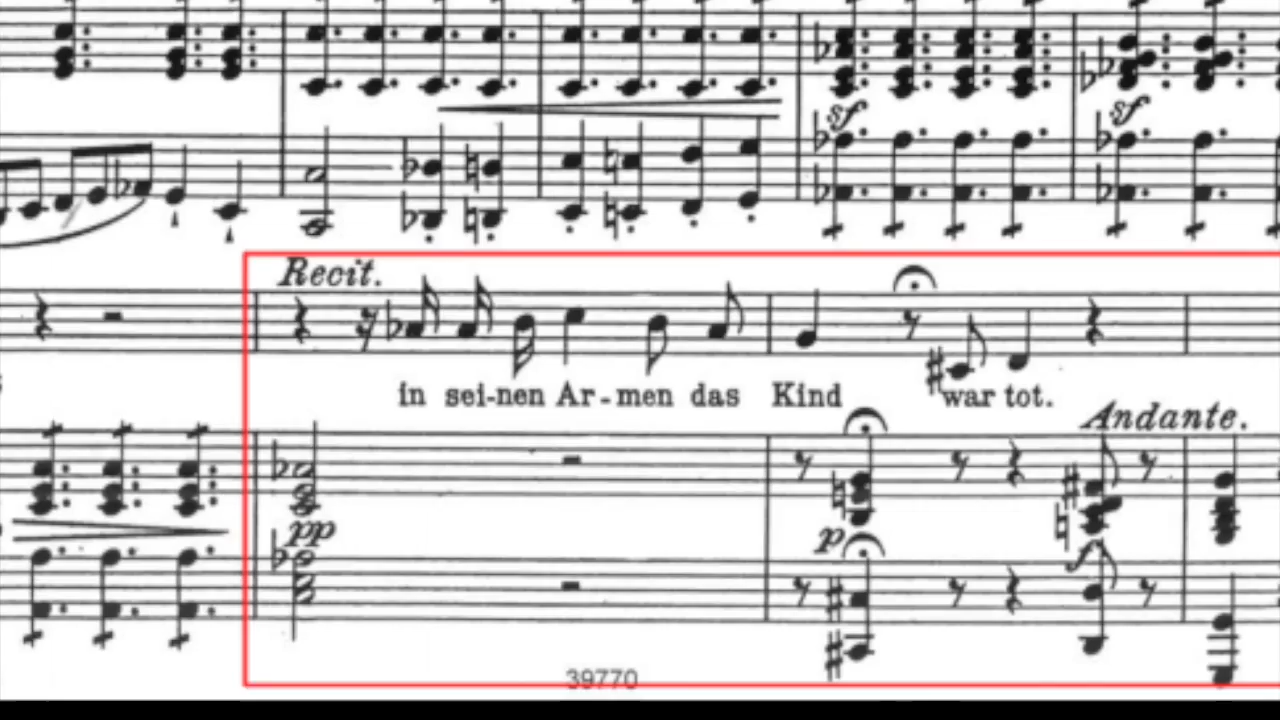 sf sf
Recit.
in sei-nen Ar-men das Kind war tot.
Andante.
pp p f
39770